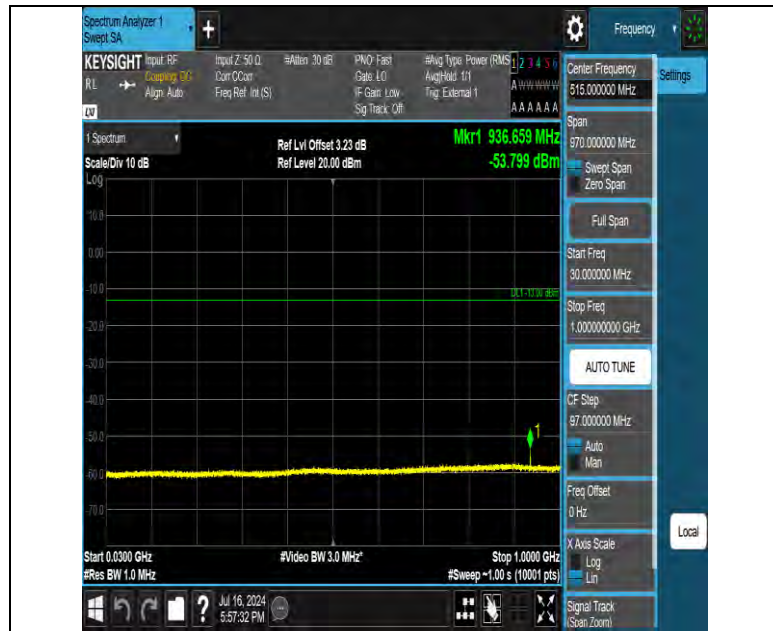 Spectrum Analyzer 1
Swept SA
+
Frequency
KEYSIGHT
RL
LXI
Input: RF
Coupling: DC
Align: Auto
Input Z: 50 Ω
Corr CCorr
Freq Ref: Int (S)
#Atten: 30 dB
PNO: Fast
Gate: LO
IF Gain: Low
Sig Track: Off
#Avg Type: Power (RMS
Avg|Hold: 1/1
Trig: External 1
1 2 3 4 5 6
A W W W W W
A A A A A A
1 Spectrum
Scale/Div 10 dB
Log
Ref Lvl Offset 3.23 dB
Ref Level 20.00 dBm
Mkr1 936.659 MHz
-53.799 dBm
10.0
0.00
-10.0
-20.0
-30.0
-40.0
-50.0
-60.0
-70.0
DL1 -13.00 dBm
1
Start 0.0300 GHz
#Res BW 1.0 MHz
#Video BW 3.0 MHz*
Stop 1.0000 GHz
#Sweep ~1.00 s (10001 pts)
Center Frequency
515.000000 MHz
Settings
Span
970.000000 MHz
Swept Span
Zero Span
Full Span
Start Freq
30.000000 MHz
Stop Freq
1.000000000 GHz
AUTO TUNE
CF Step
97.000000 MHz
Auto
Man
Freq Offset
0 Hz
X Axis Scale
Log
Lin
Local
Signal Track
(Span Zoom)
?
Jul 16, 2024
5:57:32 PM